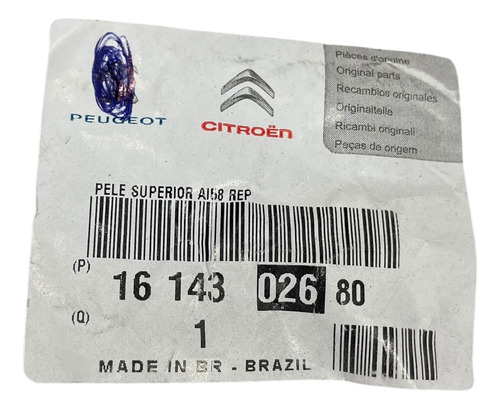 Pièces d'origine
Original parts
Recambios originales
Originalteile
Ricambi originali
Peças de origem
PEUGEOT
CITROËN
PELE SUPERIOR AI58 REP
(P) 16 143 026 80
(Q) 1
MADE IN BR - BRAZIL